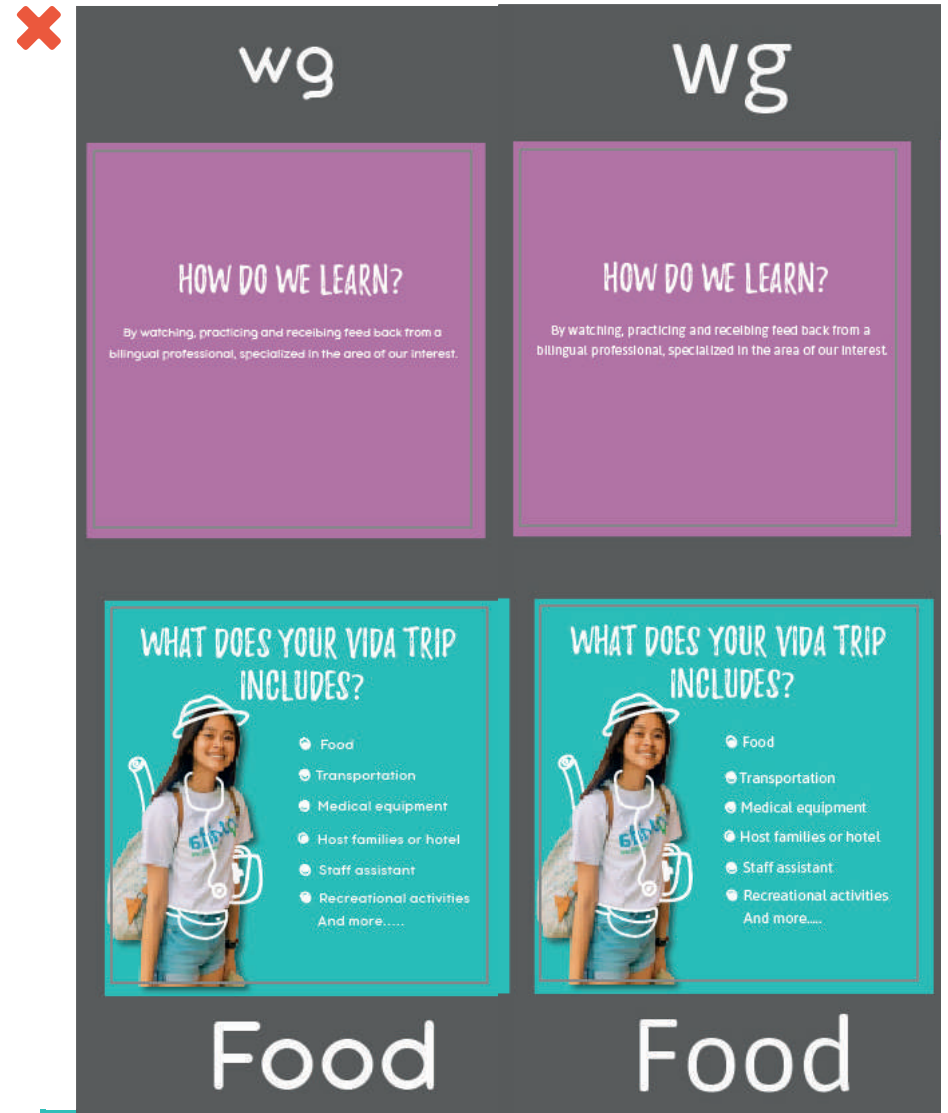 wg
wg
HOW DO WE LEARN?
By watching, practicing and receibing feed back from a
bilingual professional, specialized in the area of our interest.
HOW DO WE LEARN?
By watching, practicing and receibing feed back from a
bilingual professional, specialized in the area of our interest.
WHAT DOES YOUR VIDA TRIP
INCLUDES?
Food
Transportation
Medical equipment
Host families or hotel
Staff assistant
Recreational activities
And more.....
WHAT DOES YOUR VIDA TRIP
INCLUDES?
Food
Transportation
Medical equipment
Host families or hotel
Staff assistant
Recreational activities
And more.....
Food
Food